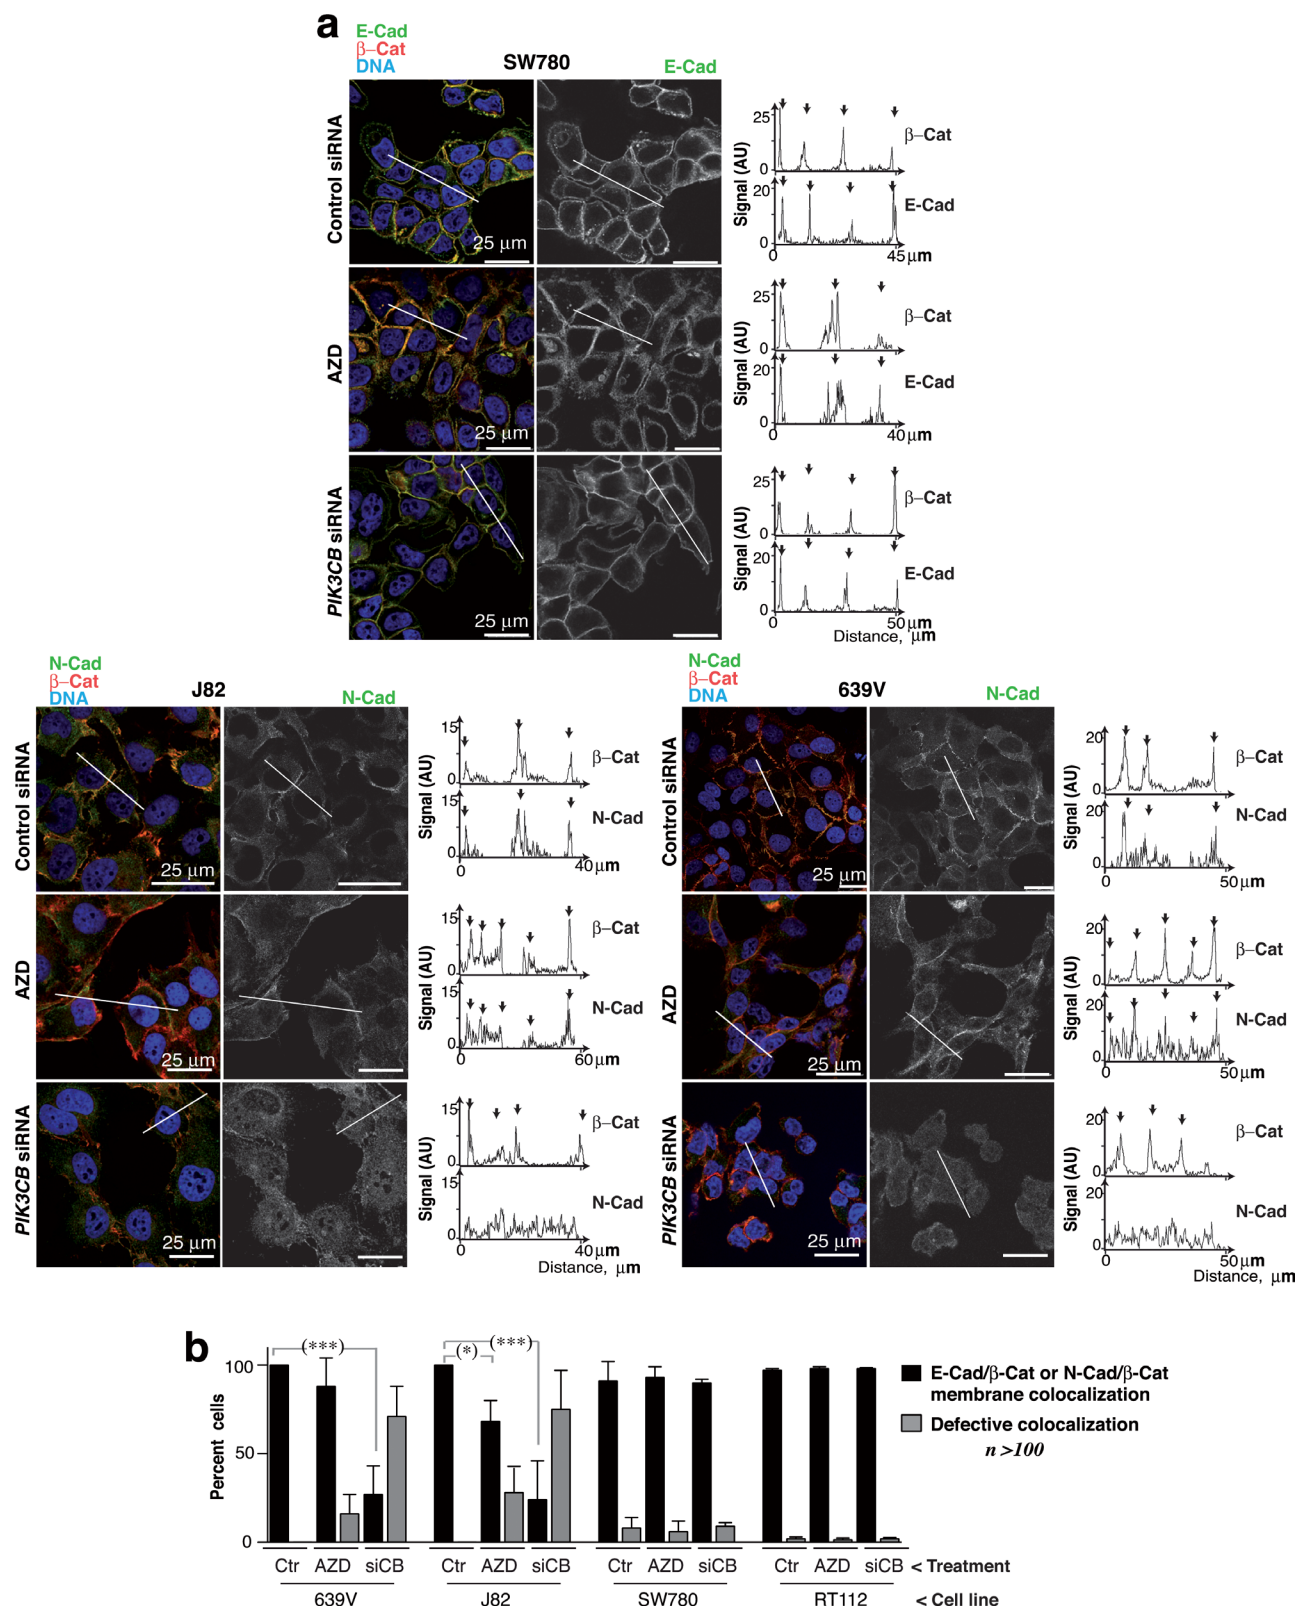 a
E-Cad
β–Cat
DNA
SW780
E-Cad
Control siRNA
25 μm
25
0
β–Cat
20
0
E-Cad
Signal (AU)
0
45 μm
AZD
25 μm
25
0
β–Cat
20
0
E-Cad
Signal (AU)
0
40 μm
PIK3CB siRNA
25 μm
25
0
β–Cat
20
0
E-Cad
Signal (AU)
0
50 μm
Distance, μm
N-Cad
β–Cat
DNA
J82
N-Cad
Control siRNA
25 μm
15
0
β–Cat
15
0
N-Cad
Signal (AU)
0
40 μm
AZD
25 μm
15
0
β–Cat
15
0
N-Cad
Signal (AU)
0
60 μm
PIK3CB siRNA
25 μm
15
0
β–Cat
15
0
N-Cad
Signal (AU)
0
40 μm
Distance, μm
N-Cad
β–Cat
DNA
639V
N-Cad
Control siRNA
25 μm
20
0
β–Cat
20
0
N-Cad
Signal (AU)
0
50 μm
AZD
25 μm
20
0
β–Cat
20
0
N-Cad
Signal (AU)
0
50 μm
PIK3CB siRNA
25 μm
20
0
β–Cat
20
0
N-Cad
Signal (AU)
0
50 μm
Distance, μm
b
(***)
(*)
(***)
100
50
0
Percent cells
E-Cad/β-Cat or N-Cad/β-Cat
membrane colocalization
Defective colocalization
n >100
Ctr AZD siCB Ctr AZD siCB Ctr AZD siCB Ctr AZD siCB < Treatment
639V J82 SW780 RT112 < Cell line